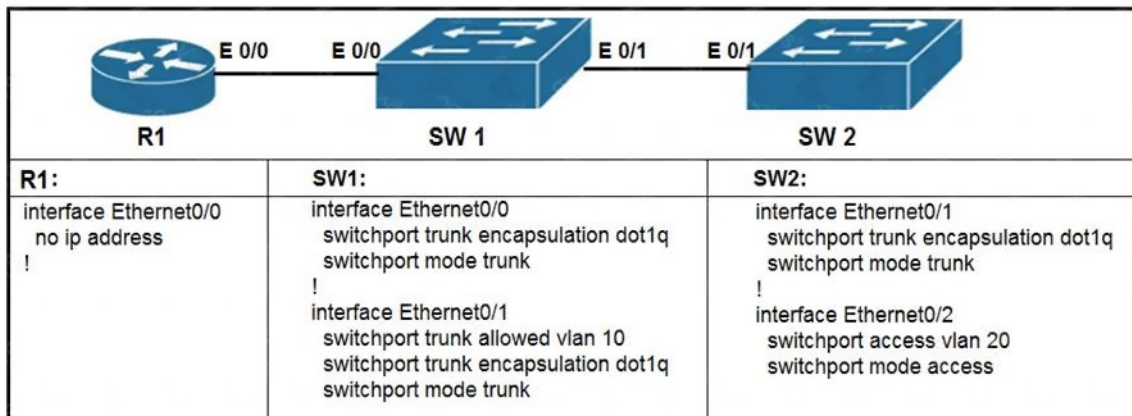 E 0/0
E 0/0
E 0/1
E 0/1
R1
SW 1
SW 2
R1:
interface Ethernet0/0
no ip address
!
SW1:
interface Ethernet0/0
switchport trunk encapsulation dot1q
switchport mode trunk
!
interface Ethernet0/1
switchport trunk allowed vlan 10
switchport trunk encapsulation dot1q
switchport mode trunk
SW2:
interface Ethernet0/1
switchport trunk encapsulation dot1q
switchport mode trunk
!
interface Ethernet0/2
switchport access vlan 20
switchport mode access